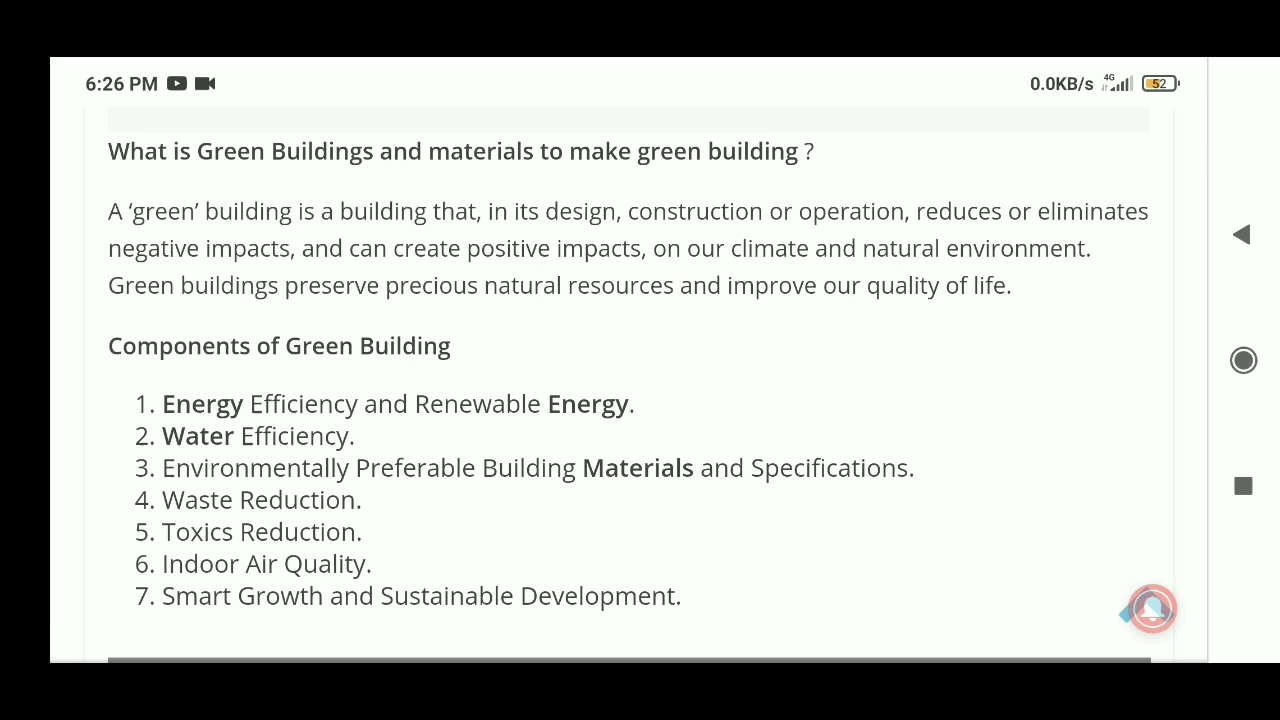 6:26 PM
0.0KB/s 4G 52
What is Green Buildings and materials to make green building ?
A ‘green’ building is a building that, in its design, construction or operation, reduces or eliminates
negative impacts, and can create positive impacts, on our climate and natural environment.
Green buildings preserve precious natural resources and improve our quality of life.
Components of Green Building
1. Energy Efficiency and Renewable Energy.
2. Water Efficiency.
3. Environmentally Preferable Building Materials and Specifications.
4. Waste Reduction.
5. Toxics Reduction.
6. Indoor Air Quality.
7. Smart Growth and Sustainable Development.